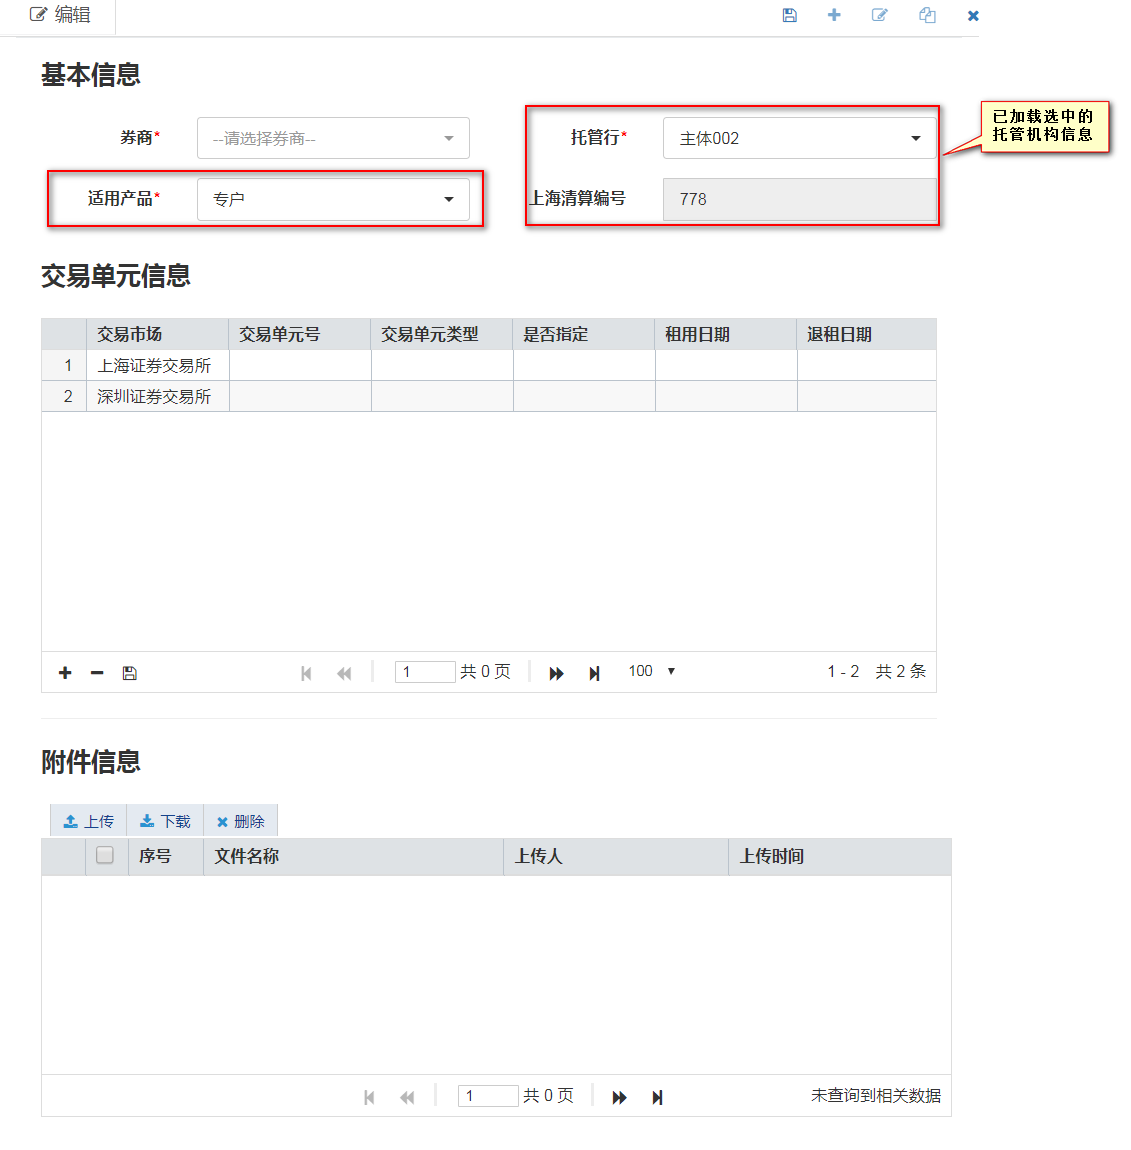 编辑
基本信息
券商* --请选择券商-- 托管行* 主体002
已加载选中的
托管机构信息
适用产品* 专户 上海清算编号 778
交易单元信息
交易市场 交易单元号 交易单元类型 是否指定 租用日期 退租日期
1 上海证券交易所
2 深圳证券交易所
1 共 0 页 100 1 - 2 共 2 条
附件信息
上传 下载 删除
序号 文件名称 上传人 上传时间
1 共 0 页 未查询到相关数据